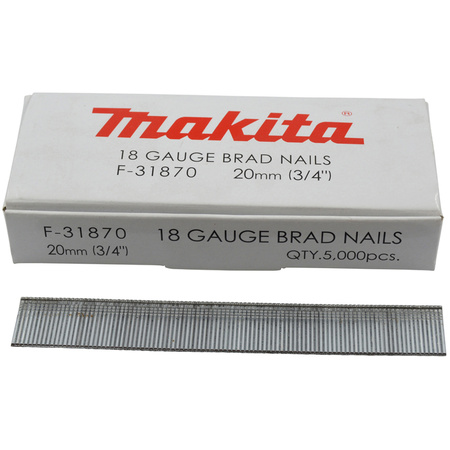 makita®
18 GAUGE BRAD NAILS
F-31870 20mm (3/4")
F-31870 18 GAUGE BRAD NAILS
20mm (3/4") QTY.5,000pcs.